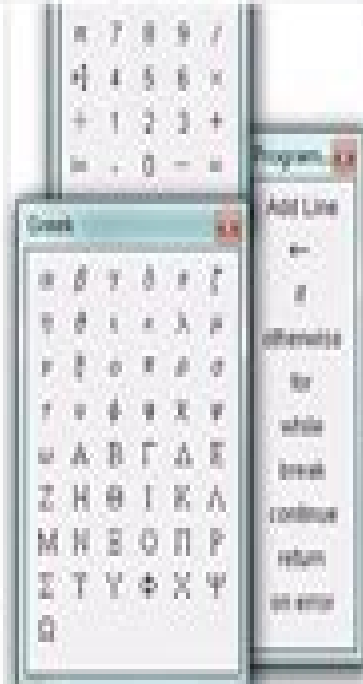 π 7 8 9 /
4 5 6 ×
÷ 1 2 3 +
:= . 0 − =
Greek
α β γ δ ε ζ
η θ ι κ λ μ
ν ξ ο π ρ σ
τ υ φ
ω Α Β Γ Δ Ε
Ζ Η Θ Ι Κ Λ
Μ Ν Ξ Ο Π Ρ
Σ Τ Υ Φ Χ Ψ
Ω
Program...
Add Line
←
if
otherwise
for
while
break
continue
return
on error